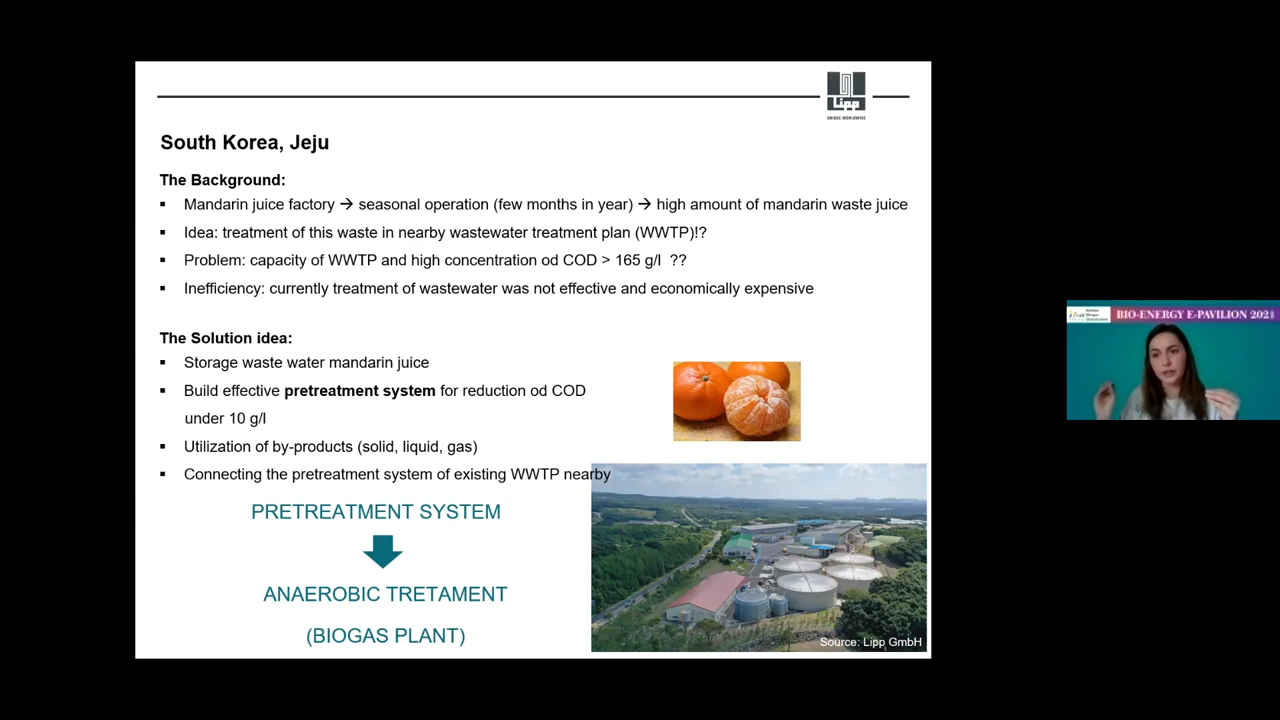 Lipp
UNIQUE WORLDWIDE
South Korea, Jeju
The Background:
▪ Mandarin juice factory → seasonal operation (few months in year) → high amount of mandarin waste juice
▪ Idea: treatment of this waste in nearby wastewater treatment plan (WWTP)!?
▪ Problem: capacity of WWTP and high concentration od COD > 165 g/l ??
▪ Inefficiency: currently treatment of wastewater was not effective and economically expensive
The Solution idea:
▪ Storage waste water mandarin juice
▪ Build effective pretreatment system for reduction od COD
under 10 g/l
▪ Utilization of by-products (solid, liquid, gas)
▪ Connecting the pretreatment system of existing WWTP nearby
PRETREATMENT SYSTEM
ANAEROBIC TRETAMENT
(BIOGAS PLANT)
Source: Lipp GmbH
BIO-ENERGY E-PAVILION 2021